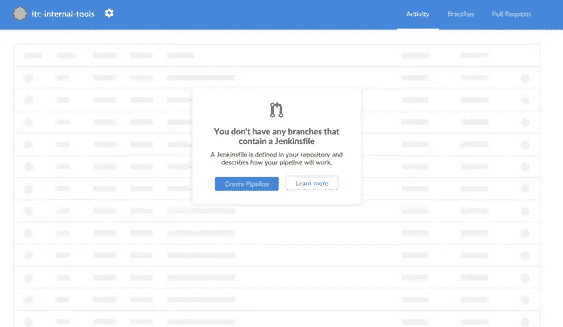 itc-internal-tools
Activity
Branches
Pull Requests
You don't have any branches that
contain a Jenkinsfile
A Jenkinsfile is defined in your repository and
describes how your pipeline will work.
Create Pipeline
Learn more